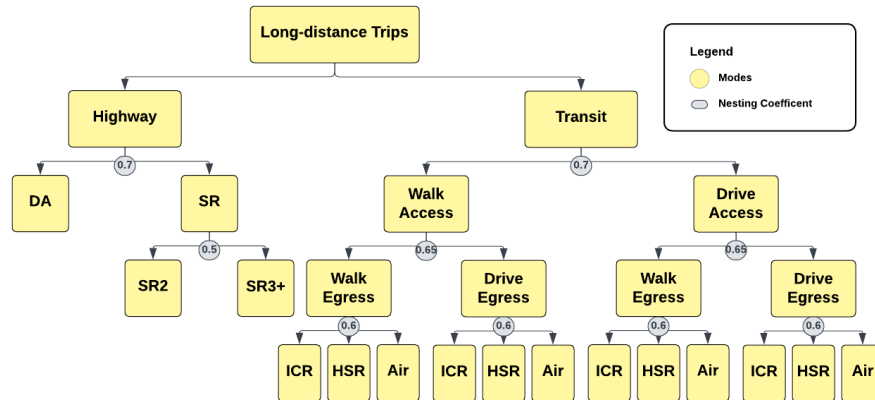 Long-distance Trips
Legend
Modes
Nesting Coefficent
Highway
Transit
0.7
0.7
DA
SR
Walk
Access
Drive
Access
0.5
0.65
0.65
SR2
SR3+
Walk
Egress
Drive
Egress
Walk
Egress
Drive
Egress
0.6
0.6
0.6
0.6
ICR
HSR
Air
ICR
HSR
Air
ICR
HSR
Air
ICR
HSR
Air